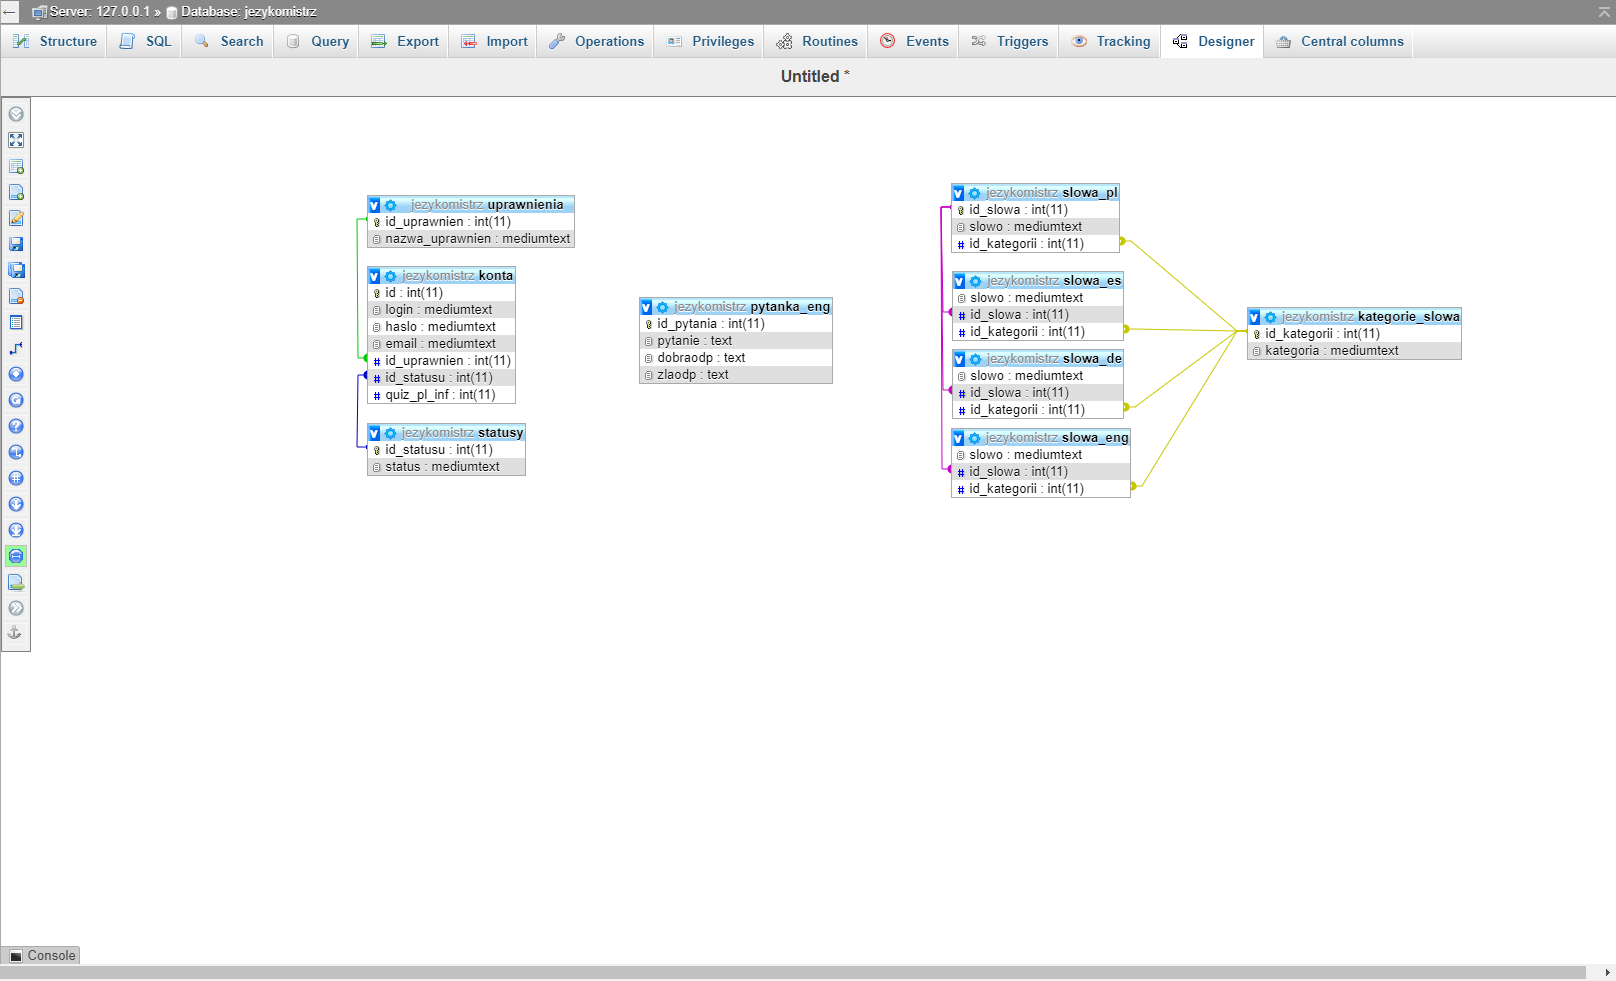 Server: 127.0.0.1 » Database: jezykomistrz
Structure SQL Search Query Export Import Operations Privileges Routines Events Triggers Tracking Designer Central columns
Untitled *
jezykomistrz uprawnienia
id_uprawnien : int(11)
nazwa_uprawnien : mediumtext
jezykomistrz konta
id : int(11)
login : mediumtext
haslo : mediumtext
email : mediumtext
id_uprawnien : int(11)
id_statusu : int(11)
quiz_pl_inf : int(11)
jezykomistrz statusy
id_statusu : int(11)
status : mediumtext
jezykomistrz pytanka_eng
id_pytania : int(11)
pytanie : text
dobraodp : text
zlaodp : text
jezykomistrz slowa_pl
id_slowa : int(11)
slowo : mediumtext
id_kategorii : int(11)
jezykomistrz slowa_es
slowo : mediumtext
id_slowa : int(11)
id_kategorii : int(11)
jezykomistrz slowa_de
slowo : mediumtext
id_slowa : int(11)
id_kategorii : int(11)
jezykomistrz slowa_eng
slowo : mediumtext
id_slowa : int(11)
id_kategorii : int(11)
jezykomistrz kategorie_slowa
id_kategorii : int(11)
kategoria : mediumtext
Console